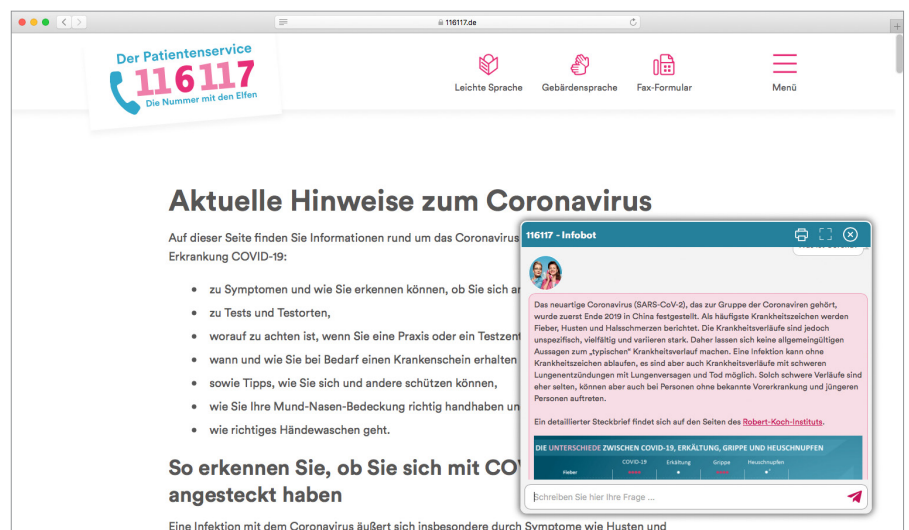 116117.de
Der Patientenservice
116117
Die Nummer mit den Elfen
Leichte Sprache
Gebärdensprache
Fax-Formular
Menü
Aktuelle Hinweise zum Coronavirus
Auf dieser Seite finden Sie Informationen rund um das Coronavirus
Erkrankung COVID-19:
zu Symptomen und wie Sie erkennen können, ob Sie sich
zu Tests und Testorten,
worauf zu achten ist, wenn Sie eine Praxis oder ein
wann und wie Sie bei Bedarf einen Krankenschein erhalten
sowie Tipps, wie Sie sich und andere schützen können,
wie Sie Ihre Mund-Nasen-Bedeckung richtig handhaben
wie richtiges Händewaschen geht.
So erkennen Sie, ob Sie sich mit
angesteckt haben
Eine Infektion mit dem Coronavirus äußert sich insbesondere durch Symptome wie Husten und
116117 - Infobot
Das neuartige Coronavirus (SARS-CoV-2), das zur Gruppe der Coronaviren gehört,
wurde zuerst Ende 2019 in China festgestellt. Als häufigste Krankheitszeichen werden
Fieber, Husten und Halsschmerzen berichtet. Die Krankheitsverläufe sind jedoch
unspezifisch, vielfältig und variieren stark. Daher lassen sich keine allgemeingültigen
Aussagen zum „typischen“ Krankheitsverlauf machen. Eine Infektion kann ohne
Krankheitszeichen ablaufen, es sind aber auch Krankheitsverläufe mit schweren
Lungenentzündungen mit Lungenversagen und Tod möglich. Solch schwere Verläufe sind
eher selten, können aber auch bei Personen ohne bekannte Vorerkrankung und jüngeren
Personen auftreten.
Ein detaillierter Steckbrief findet sich auf den Seiten des Robert-Koch-Instituts.
DIE UNTERSCHIEDE ZWISCHEN COVID-19, ERKÄLTUNG, GRIPPE UND HEUSCHNUPFEN
COVID-19 Erkältung Grippe Heuschnupfen
Fieber
Schreiben Sie hier Ihre Frage ...